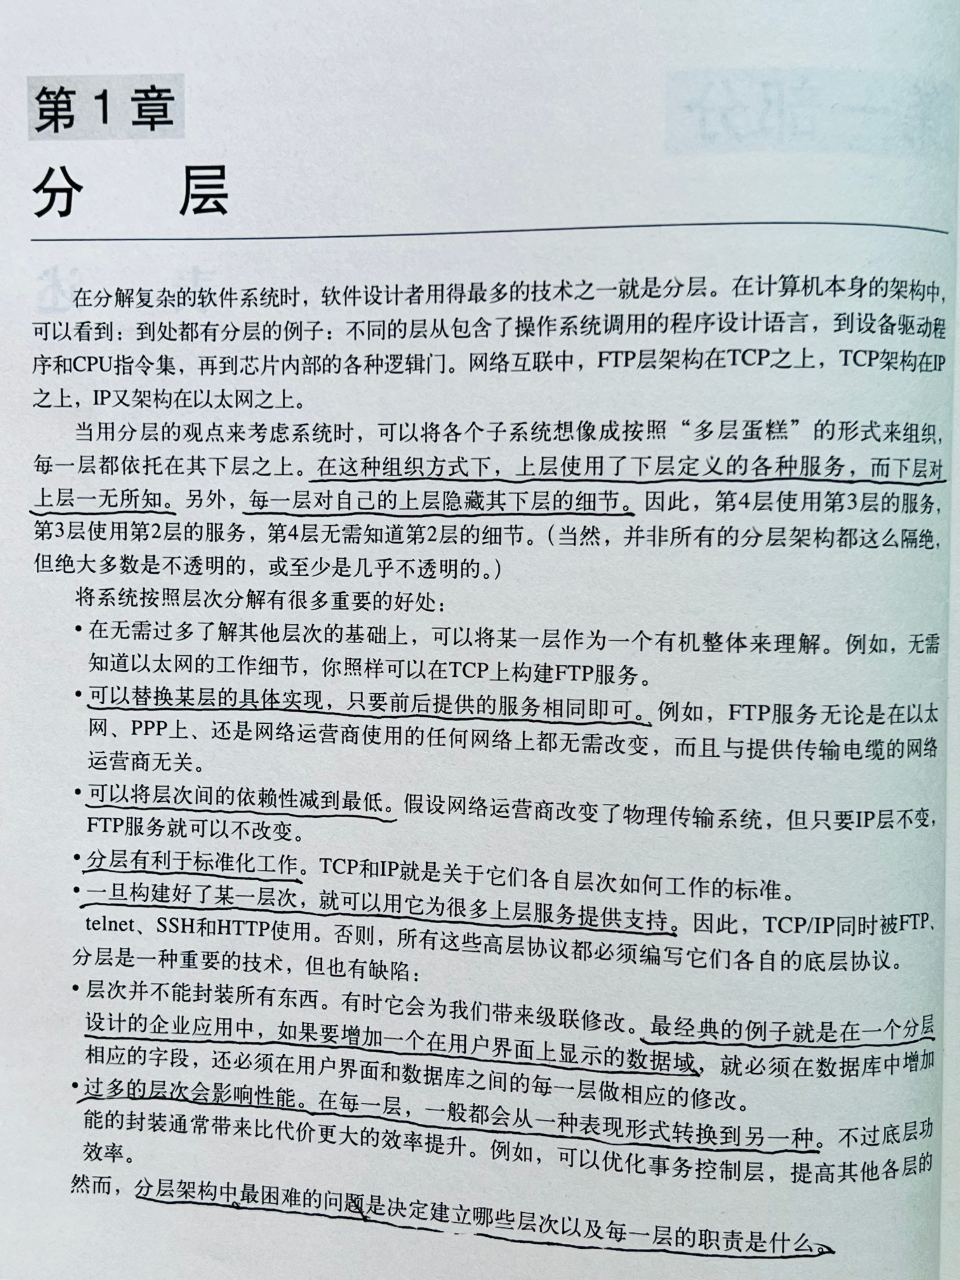 第1章
分 层
在分解复杂的软件系统时，软件设计者用得最多的技术之一就是分层。在计算机本身的架构中，
可以看到：到处都有分层的例子：不同的层从包含了操作系统调用的程序设计语言，到设备驱动程
序和CPU指令集，再到芯片内部的各种逻辑门。网络互联中，FTP层架构在TCP之上，TCP架构在IP
之上，IP又架构在以太网之上。
当用分层的观点来考虑系统时，可以将各个子系统想像成按照“多层蛋糕”的形式来组织，
每一层都依托在其下层之上。在这种组织方式下，上层使用了下层定义的各种服务，而下层对
上层一无所知。另外，每一层对自己的上层隐藏其下层的细节。因此，第4层使用第3层的服务，
第3层使用第2层的服务，第4层无需知道第2层的细节。（当然，并非所有的分层架构都这么隔绝，
但绝大多数是不透明的，或至少是几乎不透明的。）
将系统按照层次分解有很多重要的好处：
•在无需过多了解其他层次的基础上，可以将某一层作为一个有机整体来理解。例如，无需
知道以太网的工作细节，你照样可以在TCP上构建FTP服务。
•可以替换某层的具体实现，只要前后提供的服务相同即可。例如，FTP服务无论是在以太
网、PPP上、还是网络运营商使用的任何网络上都无需改变，而且与提供传输电缆的网络
运营商无关。
•可以将层次间的依赖性减到最低。假设网络运营商改变了物理传输系统，但只要IP层不变，
FTP服务就可以不改变。
•分层有利于标准化工作。TCP和IP就是关于它们各自层次如何工作的标准。
•一旦构建好了某一层次，就可以用它为很多上层服务提供支持。因此，TCP/IP同时被FTP、
telnet、SSH和HTTP使用。否则，所有这些高层协议都必须编写它们各自的底层协议。
分层是一种重要的技术，但也有缺陷：
•层次并不能封装所有东西。有时它会为我们带来级联修改。最经典的例子就是在一个分层
设计的企业应用中，如果要增加一个在用户界面上显示的数据域，就必须在数据库中增加
相应的字段，还必须在用户界面和数据库之间的每一层做相应的修改。
•过多的层次会影响性能。在每一层，一般都会从一种表现形式转换到另一种。不过底层功
能的封装通常带来比代价更大的效率提升。例如，可以优化事务控制层，提高其他各层的
效率。
然而，分层架构中最困难的问题是决定建立哪些层次以及每一层的职责是什么。